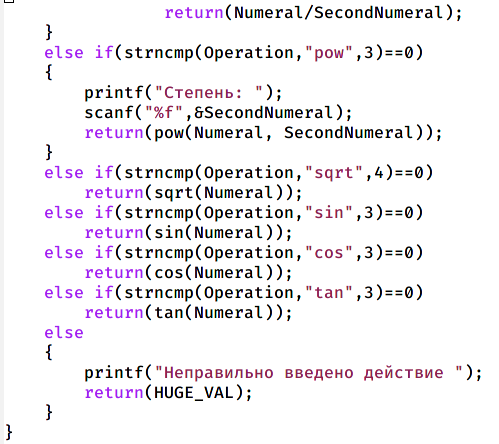 return(Numeral/SecondNumeral);
    }
    else if(strncmp(Operation,"pow",3)==0)
    {
        printf("Степень: ");
        scanf("%f",&SecondNumeral);
        return(pow(Numeral, SecondNumeral));
    }
    else if(strncmp(Operation,"sqrt",4)==0)
        return(sqrt(Numeral));
    else if(strncmp(Operation,"sin",3)==0)
        return(sin(Numeral));
    else if(strncmp(Operation,"cos",3)==0)
        return(cos(Numeral));
    else if(strncmp(Operation,"tan",3)==0)
        return(tan(Numeral));
    else
    {
        printf("Неправильно введено действие ");
        return(HUGE_VAL);
    }
}